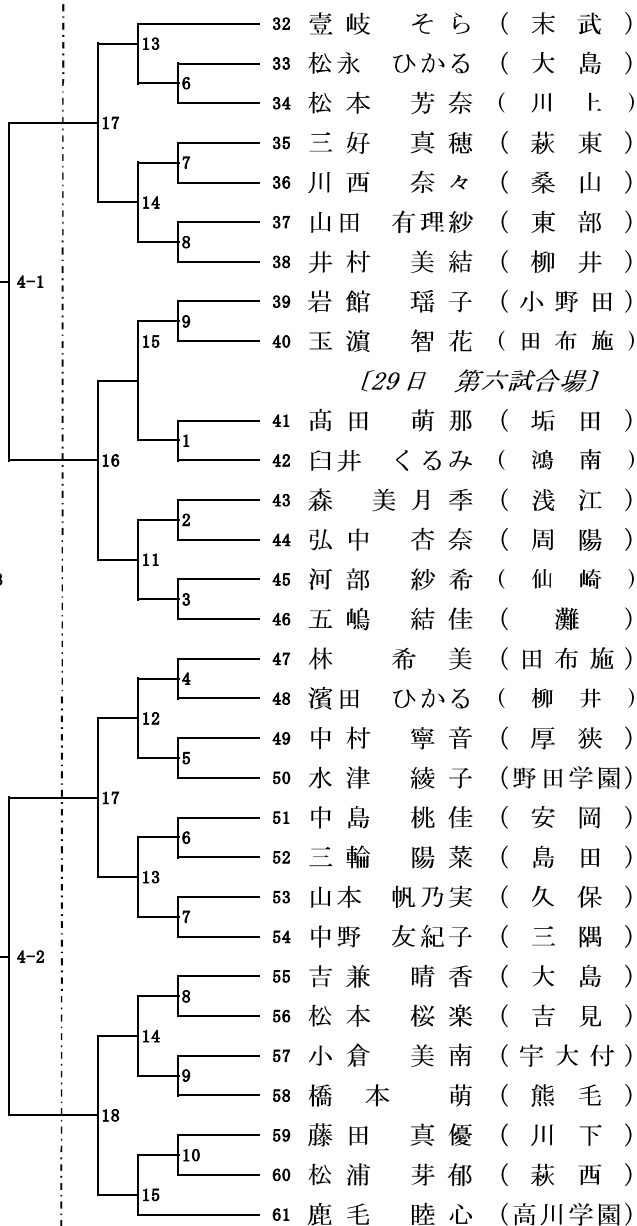 32 壹岐 そら ( 末武 )
13
33 松永 ひかる ( 大島 )
6
34 松本 芳奈 ( 川上 )
17
35 三好 真穂 ( 萩東 )
7
36 川西 奈々 ( 桑山 )
14
37 山田 有理紗 ( 東部 )
8
38 井村 美結 ( 柳井 )
4-1
39 岩館 瑶子 (小野田)
9
15
40 玉濵 智花 (田布施)
[29日 第六試合場]
41 髙田 萌那 ( 垢田 )
1
42 臼井 くるみ ( 鴻南 )
16
43 森 美月季 ( 浅江 )
2
44 弘中 杏奈 ( 周陽 )
11
45 河部 紗希 ( 仙崎 )
3
46 五嶋 結佳 ( 灘 )
47 林 希美 (田布施)
4
48 濱田 ひかる ( 柳井 )
12
49 中村 寧音 ( 厚狭 )
5
50 水津 綾子 (野田学園)
17
51 中島 桃佳 ( 安岡 )
6
52 三輪 陽菜 ( 島田 )
13
53 山本 帆乃実 ( 久保 )
7
54 中野 友紀子 ( 三隅 )
4-2
55 吉兼 晴香 ( 大島 )
8
56 松本 桜楽 ( 吉見 )
14
57 小倉 美南 (宇大付)
9
58 橋本 萌 ( 熊毛 )
18
59 藤田 真優 ( 川下 )
10
60 松浦 芽郁 ( 萩西 )
15
61 鹿毛 睦心 (高川学園)